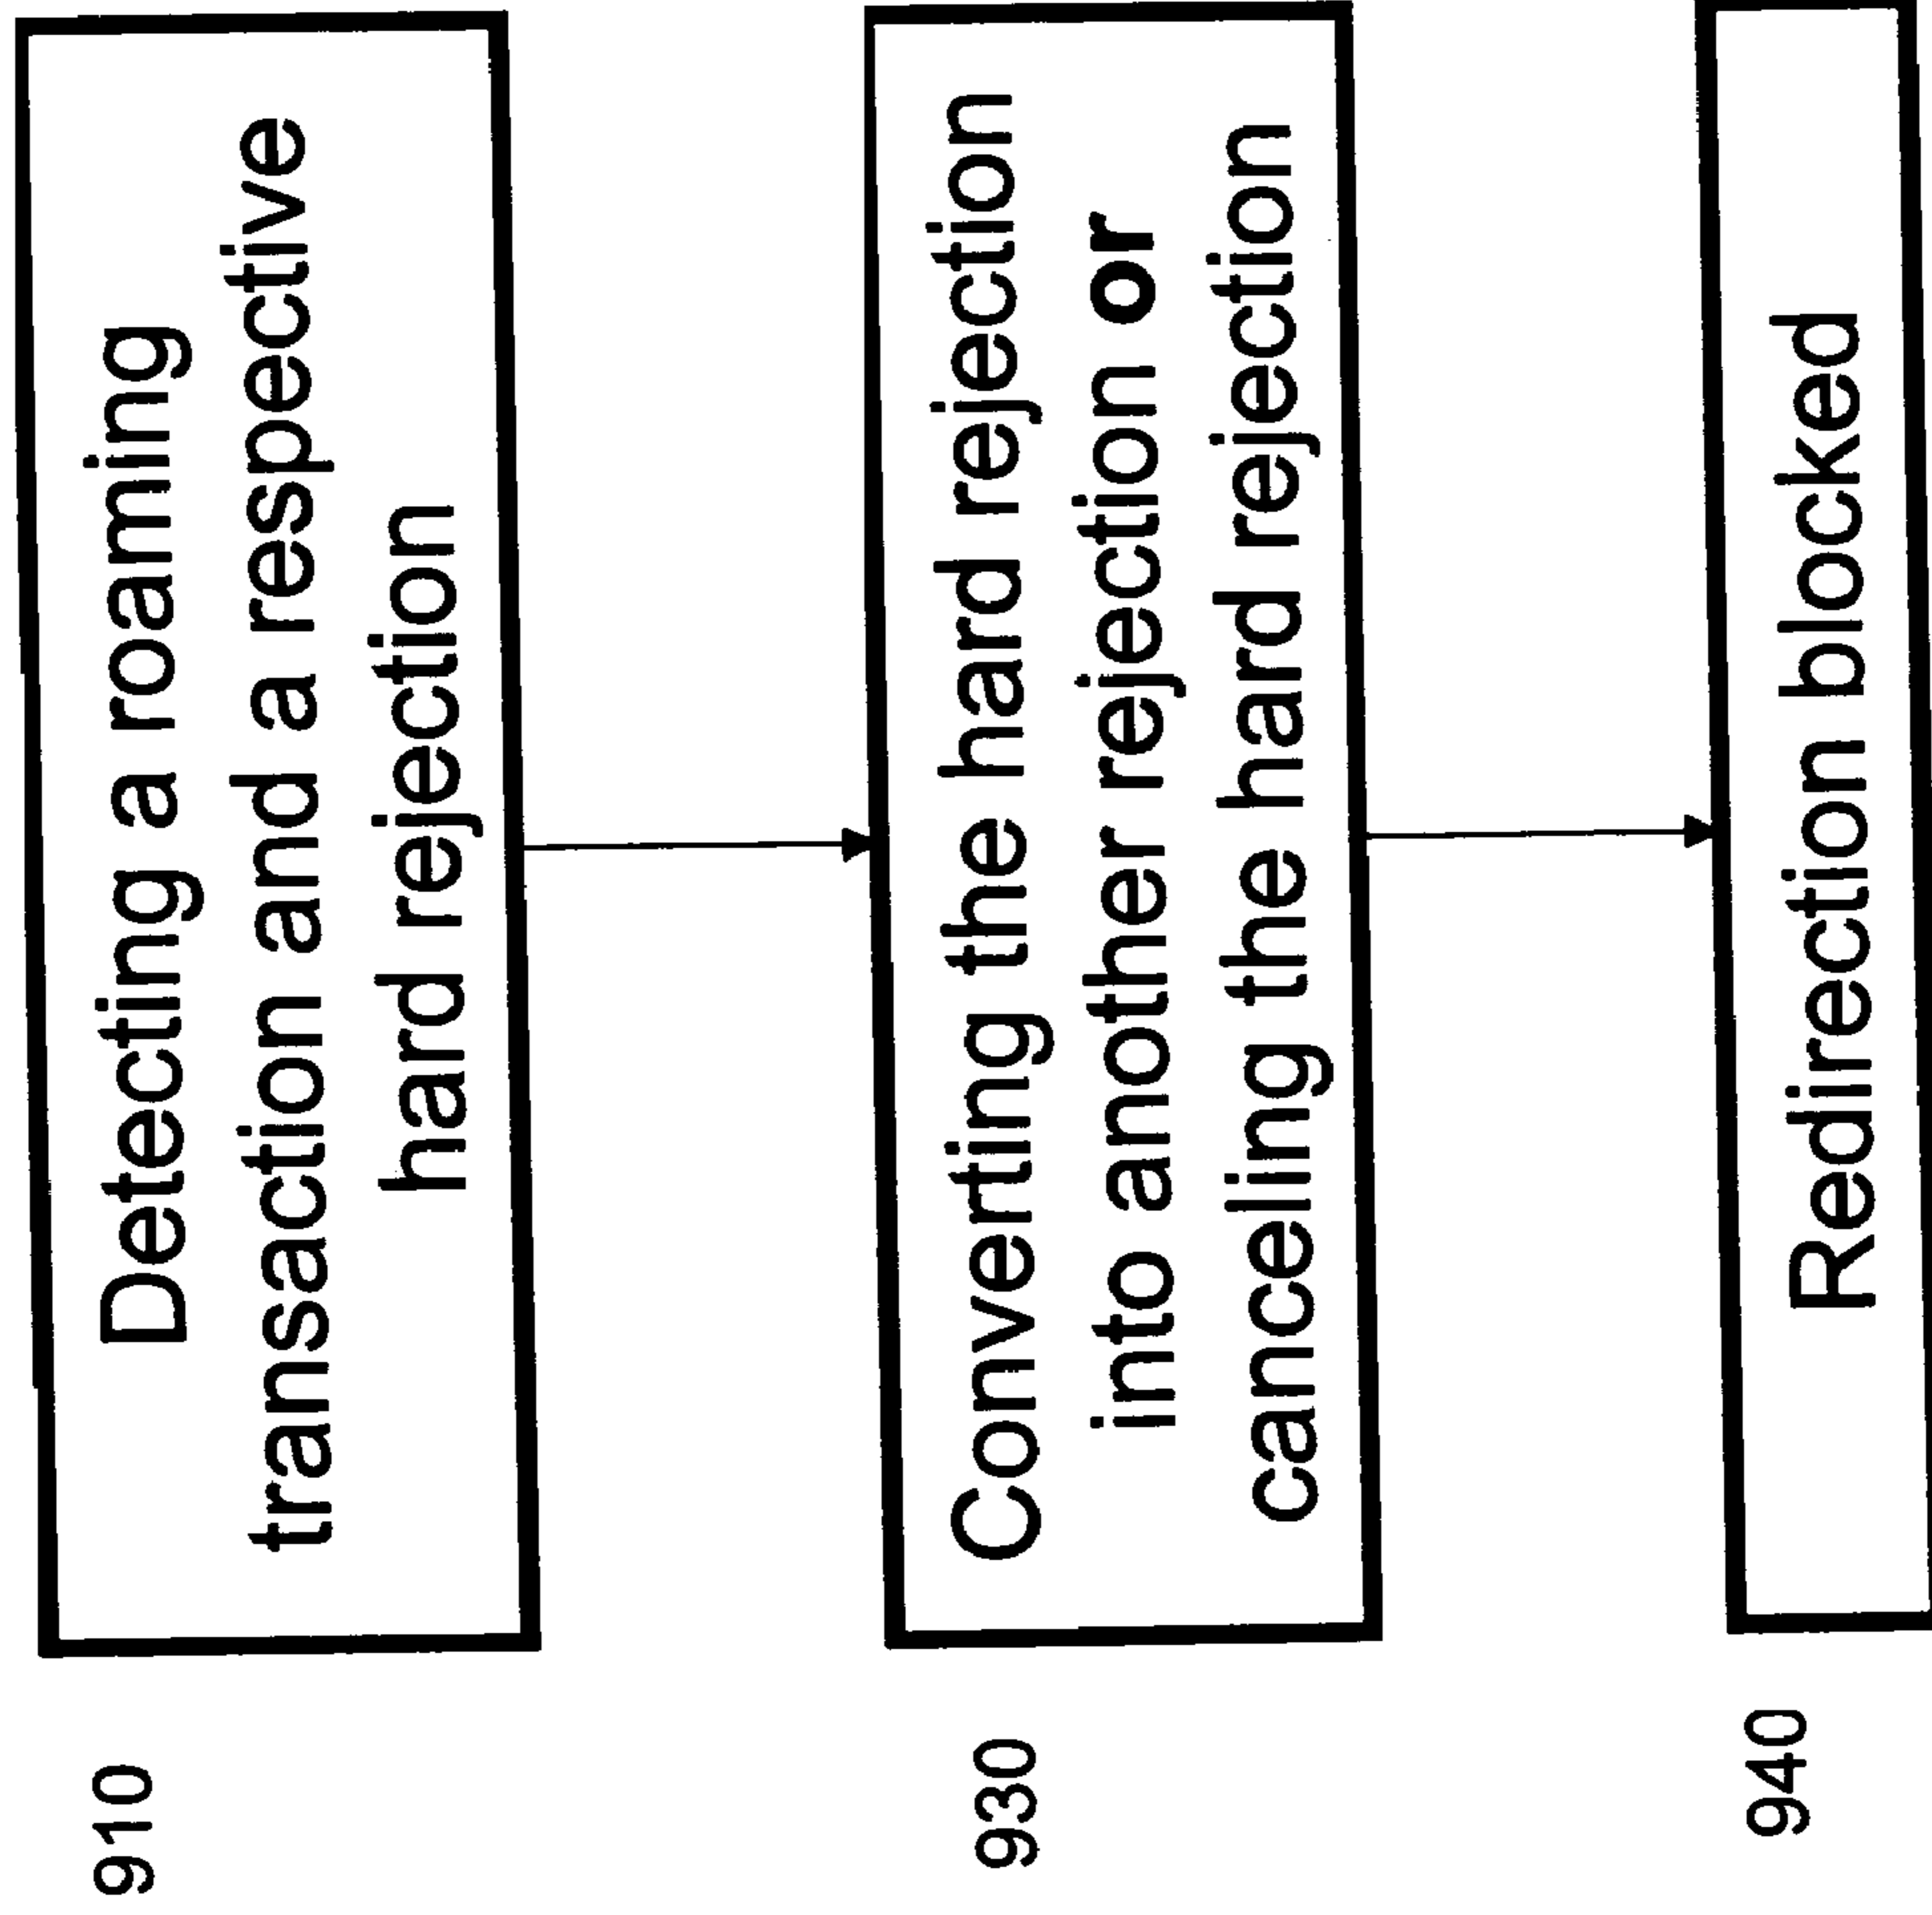 910
Detecting a roaming
transaction and a respective
hard rejection
930
Converting the hard rejection
into another rejection or
canceling the hard rejection
940
Redirection blocked